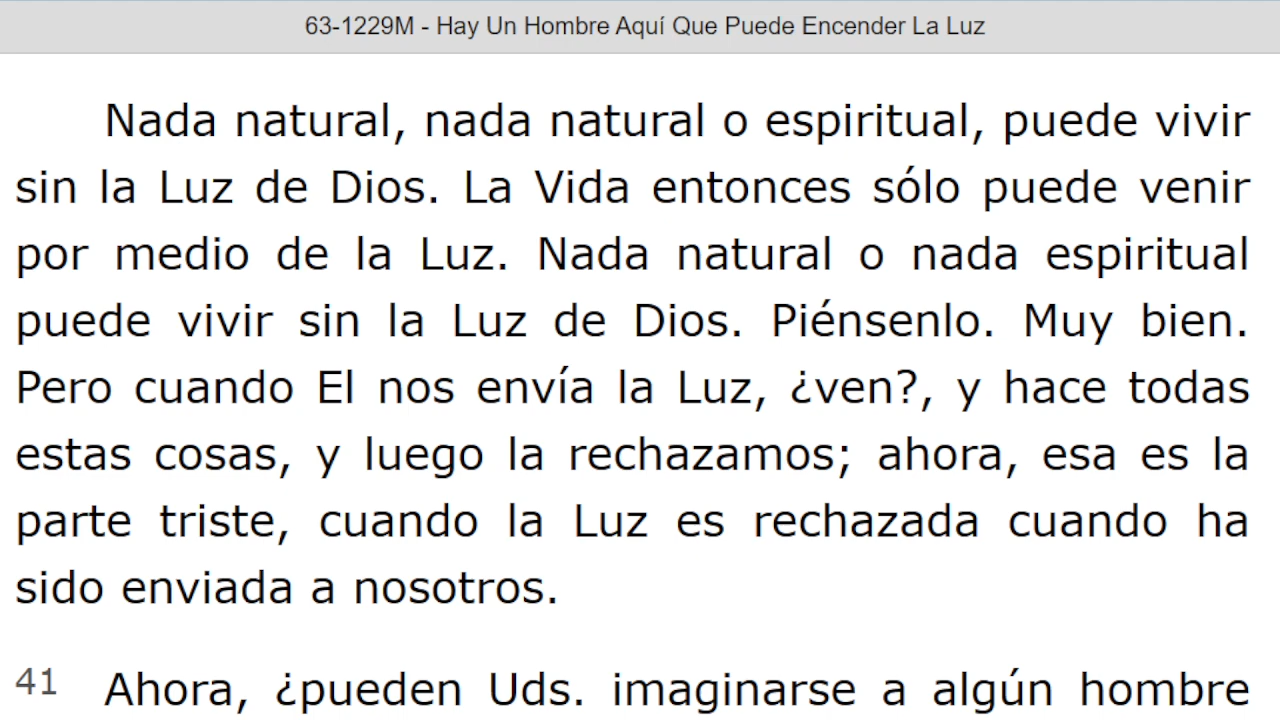 63-1229M - Hay Un Hombre Aquí Que Puede Encender La Luz
Nada natural, nada natural o espiritual, puede vivir
sin la Luz de Dios. La Vida entonces sólo puede venir
por medio de la Luz. Nada natural o nada espiritual
puede vivir sin la Luz de Dios. Piénsenlo. Muy bien.
Pero cuando El nos envía la Luz, ¿ven?, y hace todas
estas cosas, y luego la rechazamos; ahora, esa es la
parte triste, cuando la Luz es rechazada cuando ha
sido enviada a nosotros.
41 Ahora, ¿pueden Uds. imaginarse a algún hombre